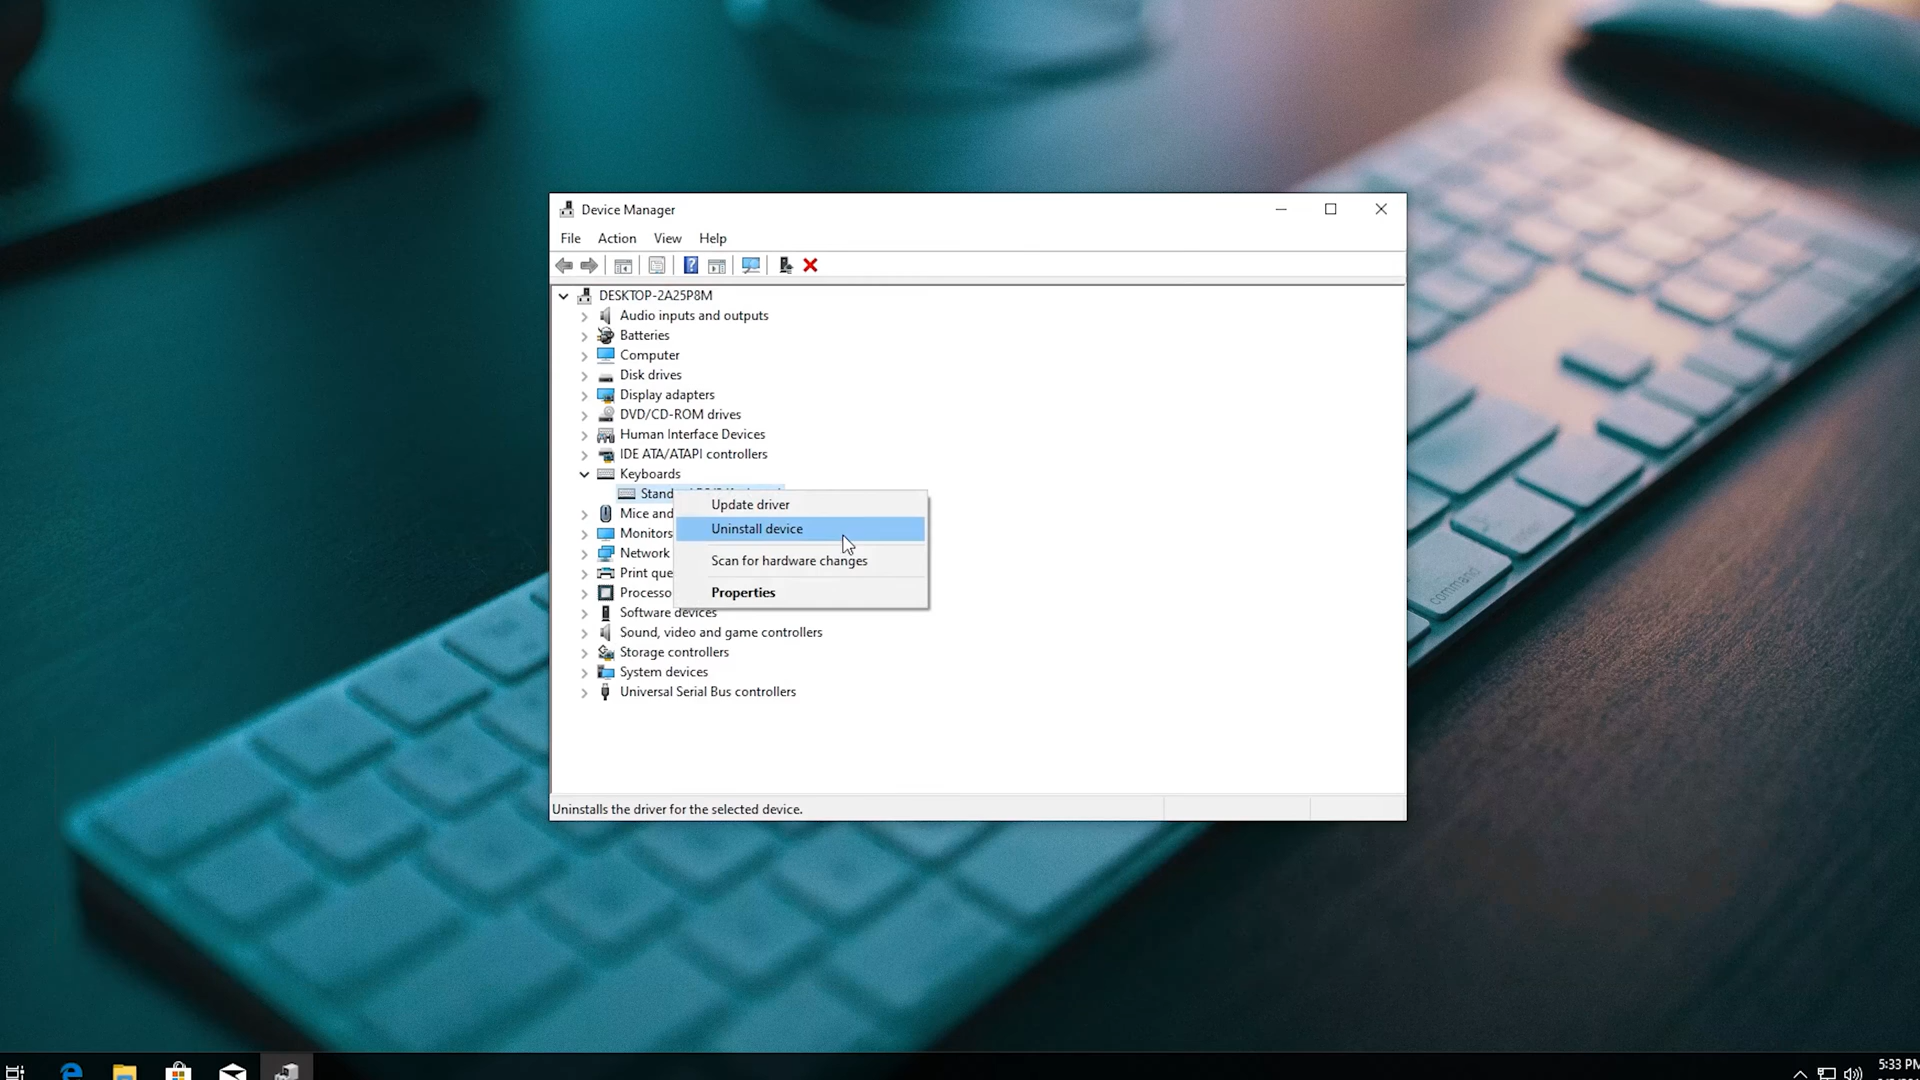 Device Manager
File Action View Help
DESKTOP-2A25P8M
Audio inputs and outputs
Batteries
Computer
Disk drives
Display adapters
DVD/CD-ROM drives
Human Interface Devices
IDE ATA/ATAPI controllers
Keyboards
Stand
Update driver
Mice and
Uninstall device
Monitors
Network
Scan for hardware changes
Print que
Processo
Properties
Software devices
Sound, video and game controllers
Storage controllers
System devices
Universal Serial Bus controllers
Uninstalls the driver for the selected device.
command
5:33 PM